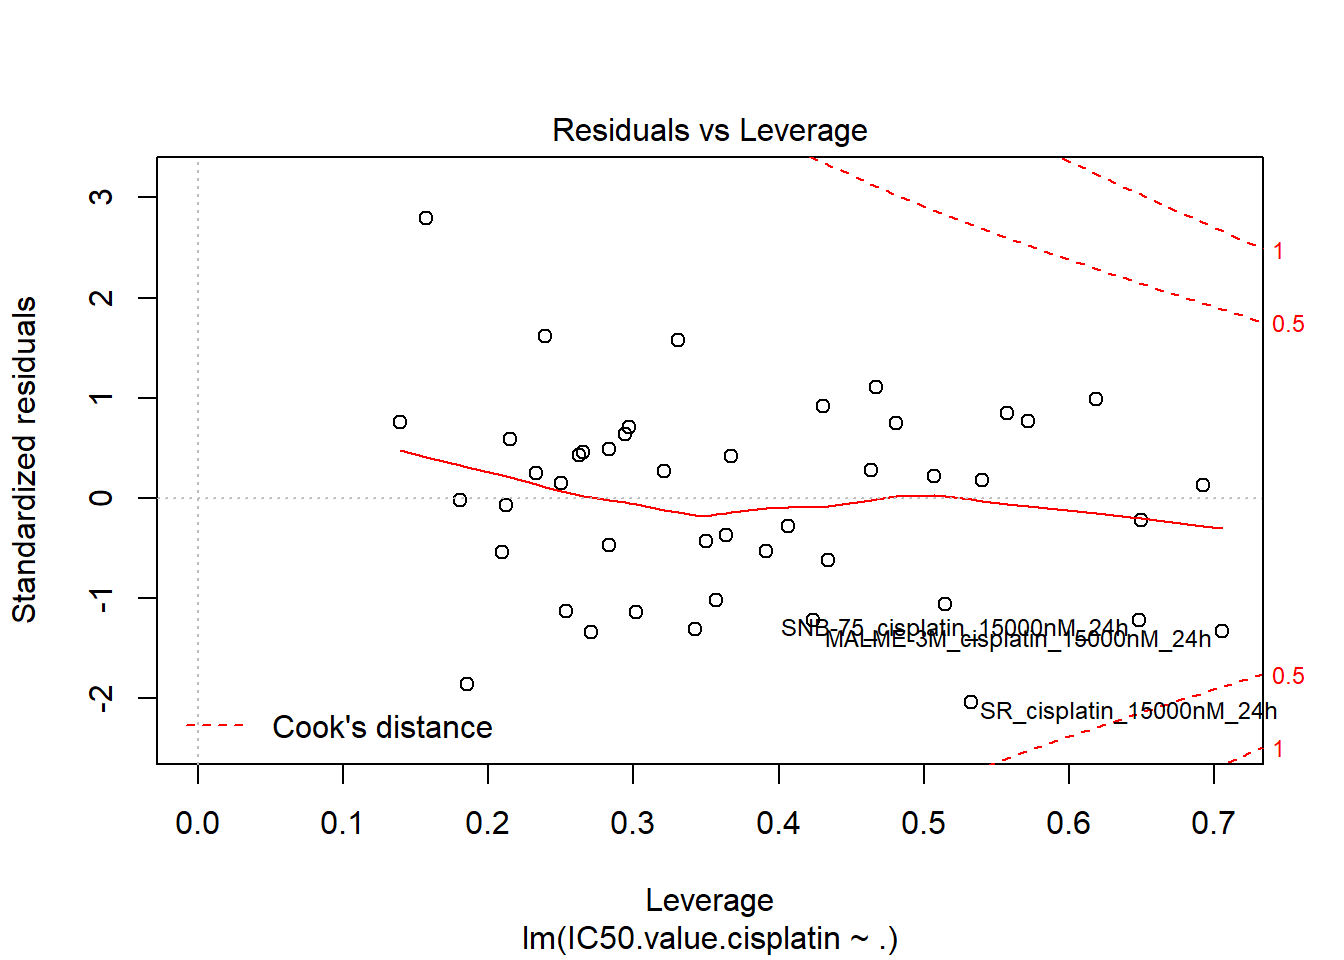 Residuals vs Leverage
Standardized residuals
3
2
1
0
-1
-2
1
0.5
0.5
1
SNB-75_cisplatin_15000nM_24h
MALME-3M_cisplatin_15000nM_24h
SR_cisplatin_15000nM_24h
Cook's distance
0.0 0.1 0.2 0.3 0.4 0.5 0.6 0.7
Leverage
lm(IC50.value.cisplatin ~ .)